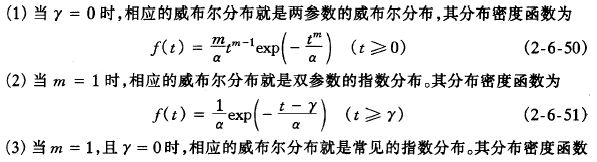 (1) 当 γ = 0 时,相应的威布尔分布就是两参数的威布尔分布,其分布密度函数为
f(t) = \frac{m}{α}t^{m-1}exp(-\frac{t^m}{α}) (t ≥ 0) (2-6-50)
(2) 当 m = 1 时,相应的威布尔分布就是双参数的指数分布。其分布密度函数为
f(t) = \frac{1}{α}exp(-\frac{t - γ}{α}) (t ≥ γ) (2-6-51)
(3) 当 m = 1,且 γ = 0 时,相应的威布尔分布就是常见的指数分布。其分布密度函数